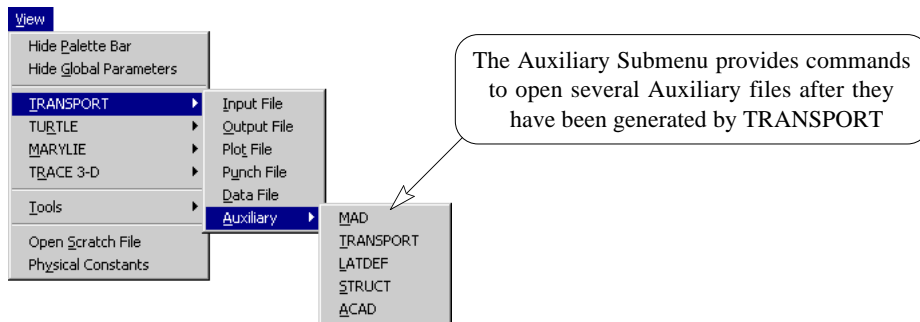 View
Hide Palette Bar
Hide Global Parameters
TRANSPORT
TURTLE
MARYLIE
TRACE 3-D
Tools
Open Scratch File
Physical Constants
Input File
Output File
Plot File
Punch File
Data File
Auxiliary
MAD
TRANSPORT
LATDEF
STRUCT
ACAD
The Auxiliary Submenu provides commands
to open several Auxiliary files after they
have been generated by TRANSPORT